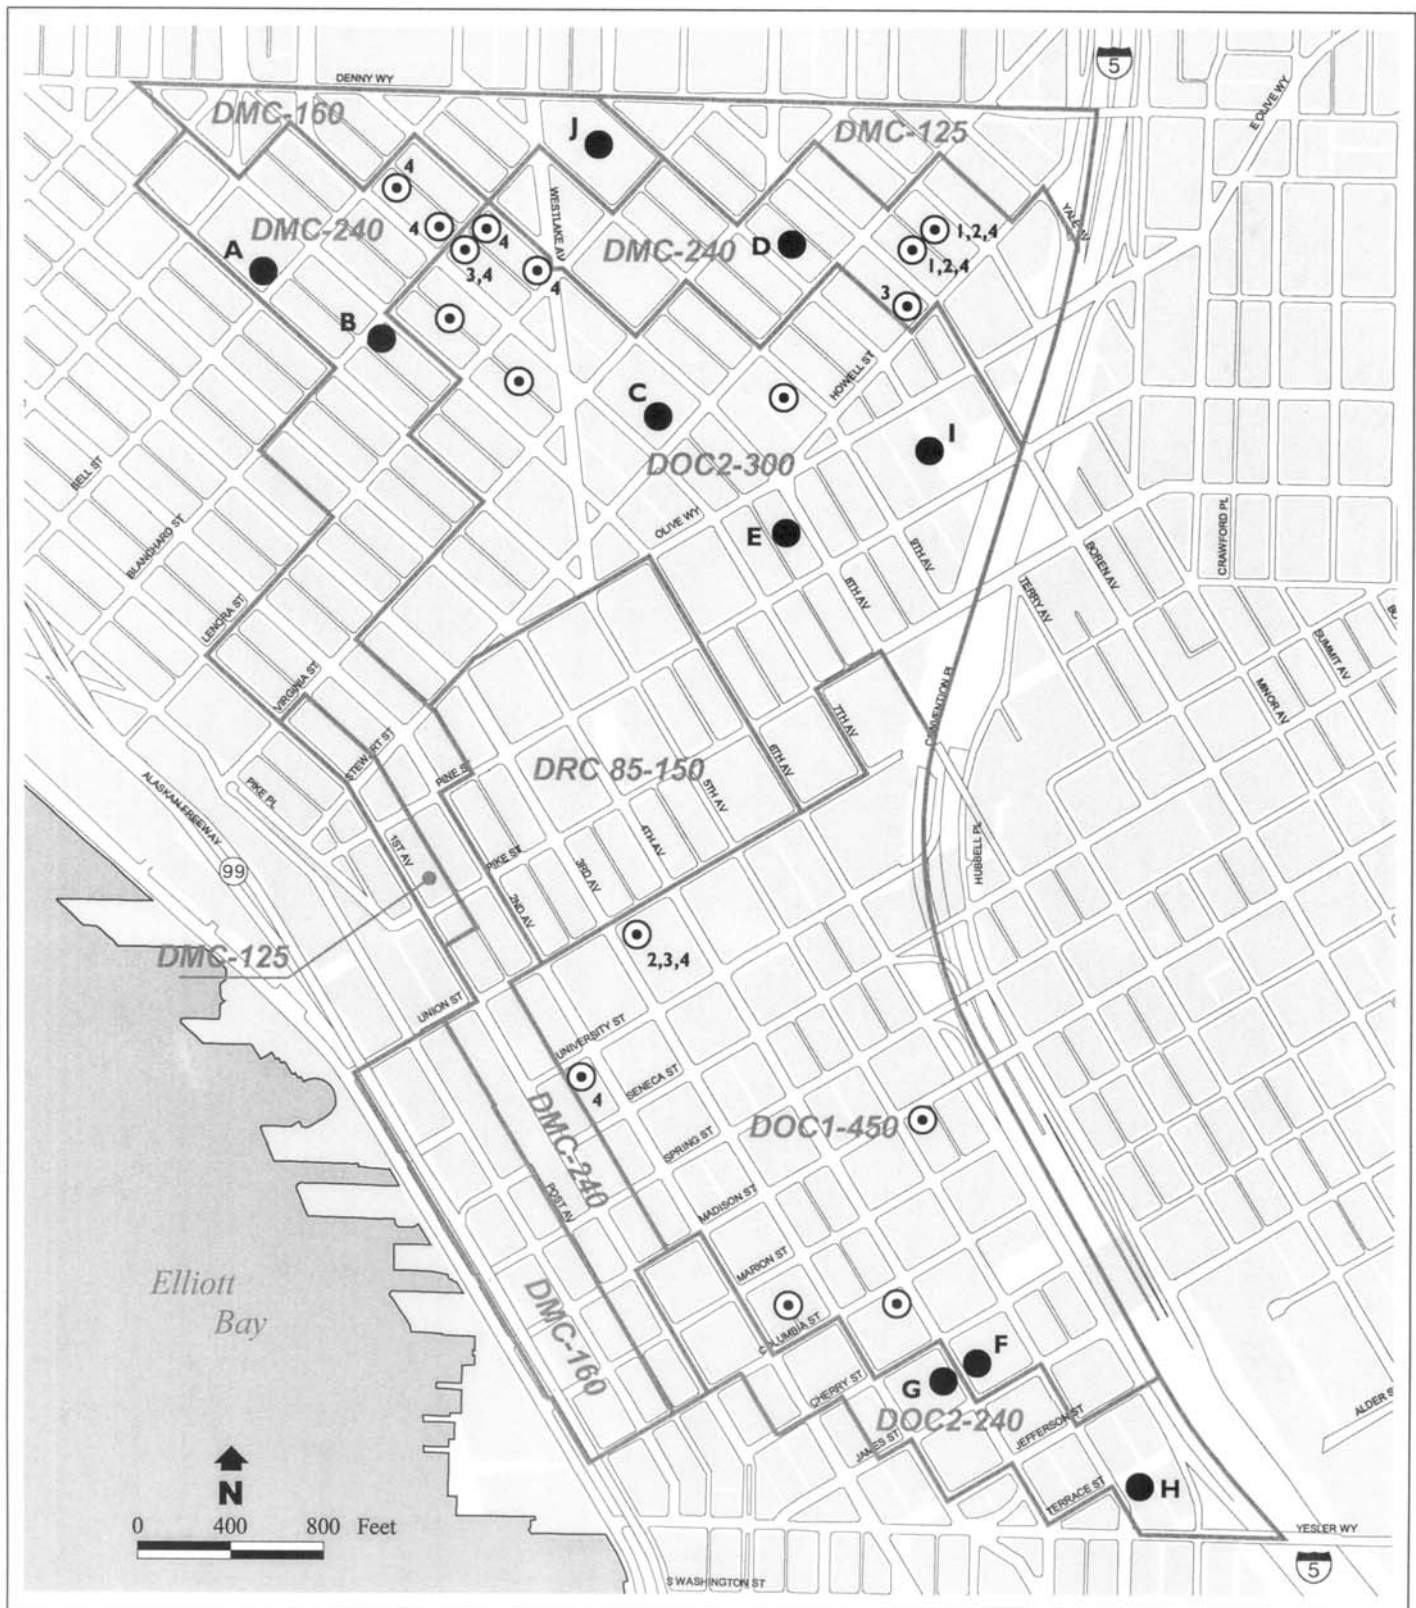 DENNY WY
5
E OLIVE WY
DMC-160
J
DMC-125
4
WESTLAKE AV
YALE AV
DMC-240
4
4
DMC-240
D
1,2,4
A
3,4
4
1,2,4
3
B
HOWELL ST
C
I
DOC2-300
BELL ST
OLIVE WY
E
BLANCHARD ST
9TH AV
BOREN AV
CRAWFORD PL
8TH AV
TERRY AV
LENORA ST
SUMMIT AV
VIRGINIA ST
MINOR AV
7TH AV
CONVENTION PL
STEWART ST
6TH AV
DRC 85-150
PINE ST
5TH AV
PIKE PL
ALASKAN FREEWAY
4TH AV
1ST AV
PIKE ST
HUBBELL PL
99
3RD AV
2ND AV
DMC-125
2,3,4
UNION ST
UNIVERSITY ST
SENECA ST
4
DMC-240
DOC1-450
SPRING ST
POST AV
MADISON ST
MARION ST
Elliott
Bay
DMC-160
COLUMBIA ST
F
CHERRY ST
G
DOC2-240
ALDER S
JAMES ST
JEFFERSON ST
N
TERRACE ST
H
0 400 800 Feet
YESLER WY
5
S WASHINGTON ST